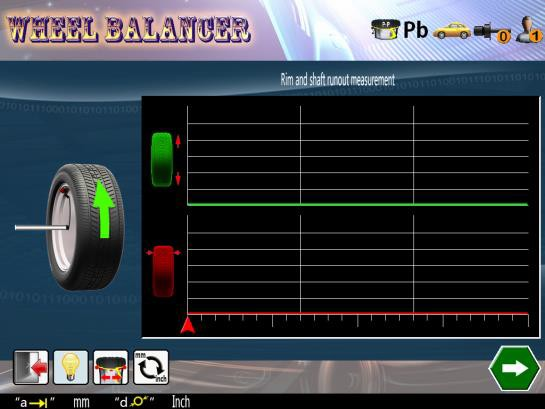 WHEEL BALANCER
Pb
0
1
Rim and shaft runout measurement
mm
inch
"a" mm "d" Inch